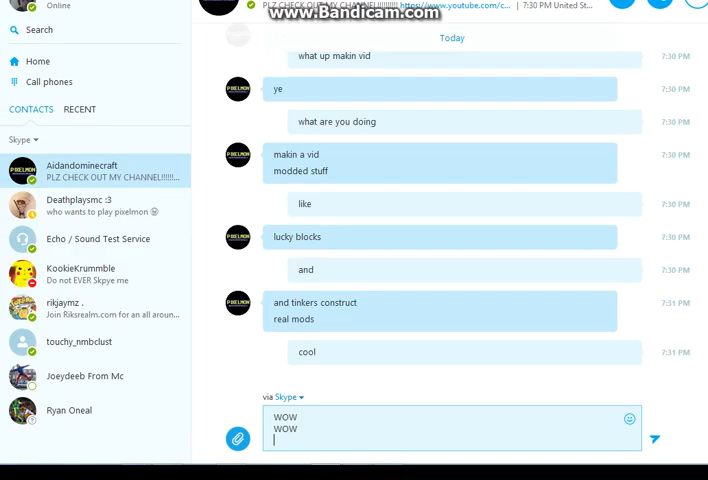 Online
PLZ CHECK OUT MY CHANNEL!!!!!!!! https://www.youtube/c... | 7:30 PM United St...
www.Bandicam.com
Search
Home
Call phones
CONTACTS RECENT
Skype
Aidandominecraft
PLZ CHECK OUT MY CHANNEL!!!!!!...
Deathplaysmc :3
who wants to play pixelmon
Echo / Sound Test Service
KookieKrummble
Do not EVER Skpye me
rikjaymz .
Join Riksrealm.com for an all aroun...
touchy_nmbclust
Joeydeeb From Mc
Ryan Oneal
Today
what up makin vid 7:30 PM
PIXELMON
ye 7:30 PM
what are you doing 7:30 PM
PIXELMON
makin a vid 7:30 PM
modded stuff
like 7:30 PM
PIXELMON
lucky blocks 7:30 PM
and 7:30 PM
PIXELMON
and tinkers construct 7:31 PM
real mods
cool 7:31 PM
via Skype
WOW
WOW